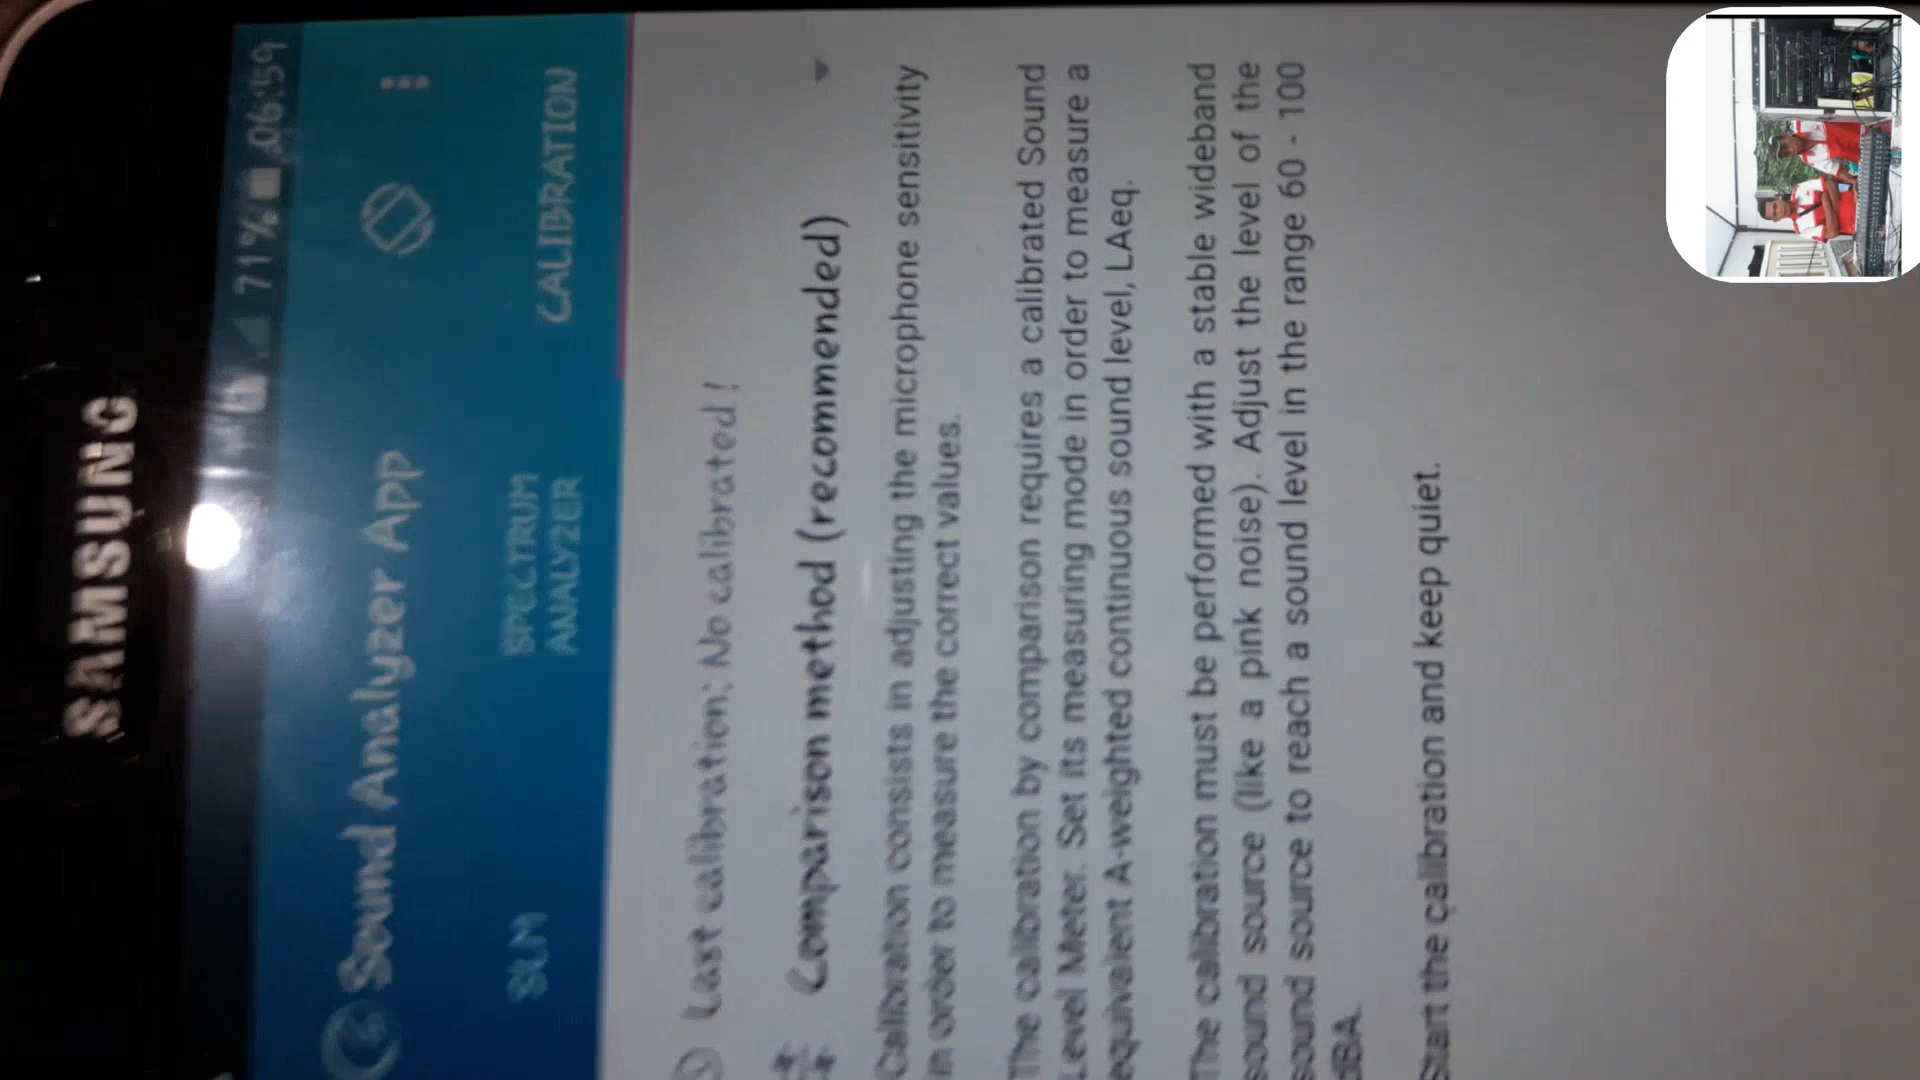 SAMSUNG
71% 06:59
Sound Analyzer App
SLM
SPECTRUM
ANALYZER
CALIBRATION
Last calibration: No calibrated!
Comparison method (recommended)
Calibration consists in adjusting the microphone sensitivity
in order to measure the correct values.
The calibration by comparison requires a calibrated Sound
Level Meter. Set its measuring mode in order to measure a
equivalent A-weighted continuous sound level, LAeq.
The calibration must be performed with a stable wideband
sound source (like a pink noise). Adjust the level of the
sound source to reach a sound level in the range 60 - 100
dBA.
Start the calibration and keep quiet.